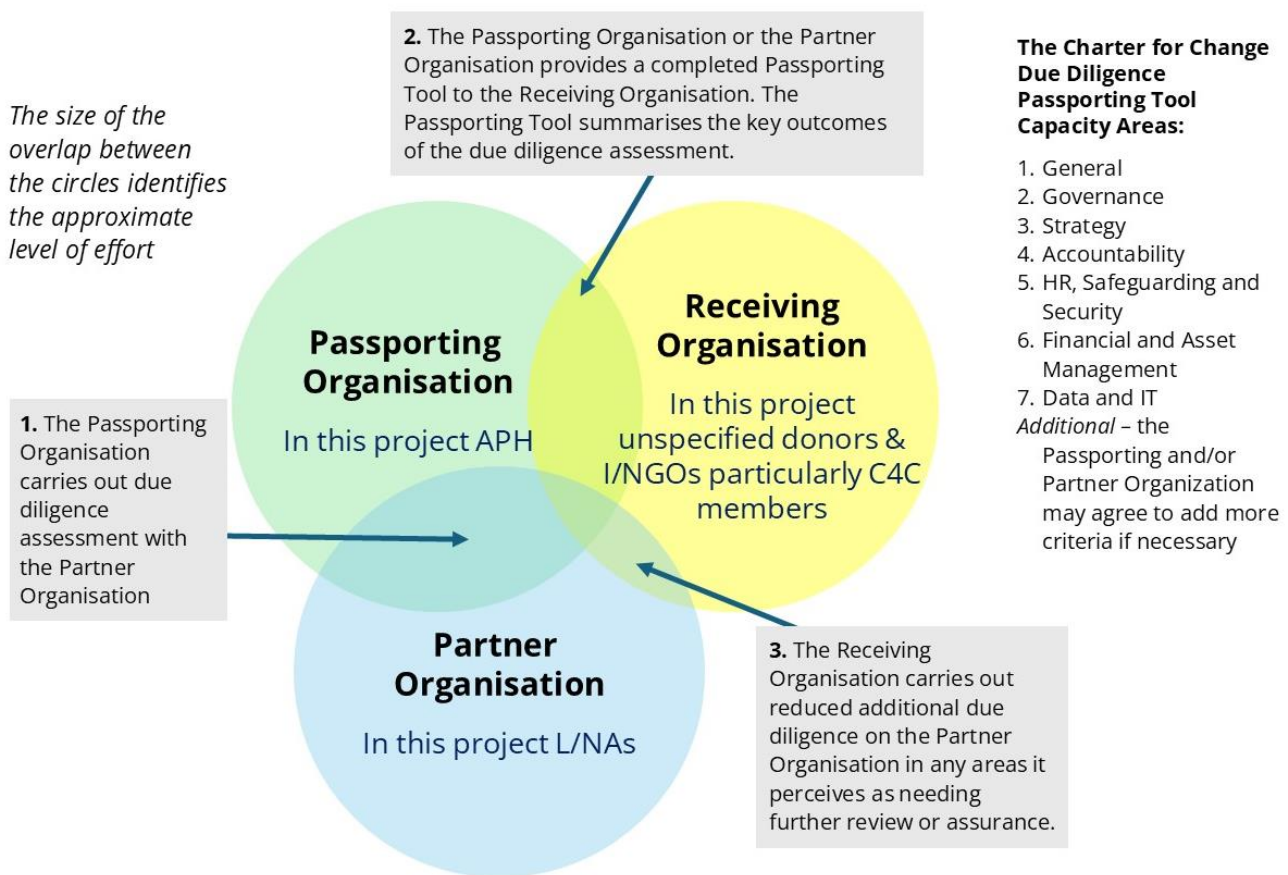 The size of the
overlap between
the circles identifies
the approximate
level of effort
2. The Passporting Organisation or the Partner
Organisation provides a completed Passporting
Tool to the Receiving Organisation. The
Passporting Tool summarises the key outcomes
of the due diligence assessment.
The Charter for Change
Due Diligence
Passporting Tool
Capacity Areas:
1. General
2. Governance
3. Strategy
4. Accountability
5. HR, Safeguarding and
Security
6. Financial and Asset
Management
7. Data and IT
Additional – the
Passporting and/or
Partner Organization
may agree to add more
criteria if necessary
Passporting
Organisation
In this project APH
Receiving
Organisation
In this project
unspecified donors &
I/NGOs particularly C4C
members
1. The Passporting
Organisation
carries out due
diligence
assessment with
the Partner
Organisation
Partner
Organisation
In this project L/NAs
3. The Receiving
Organisation carries out
reduced additional due
diligence on the Partner
Organisation in any areas it
perceives as needing
further review or assurance.